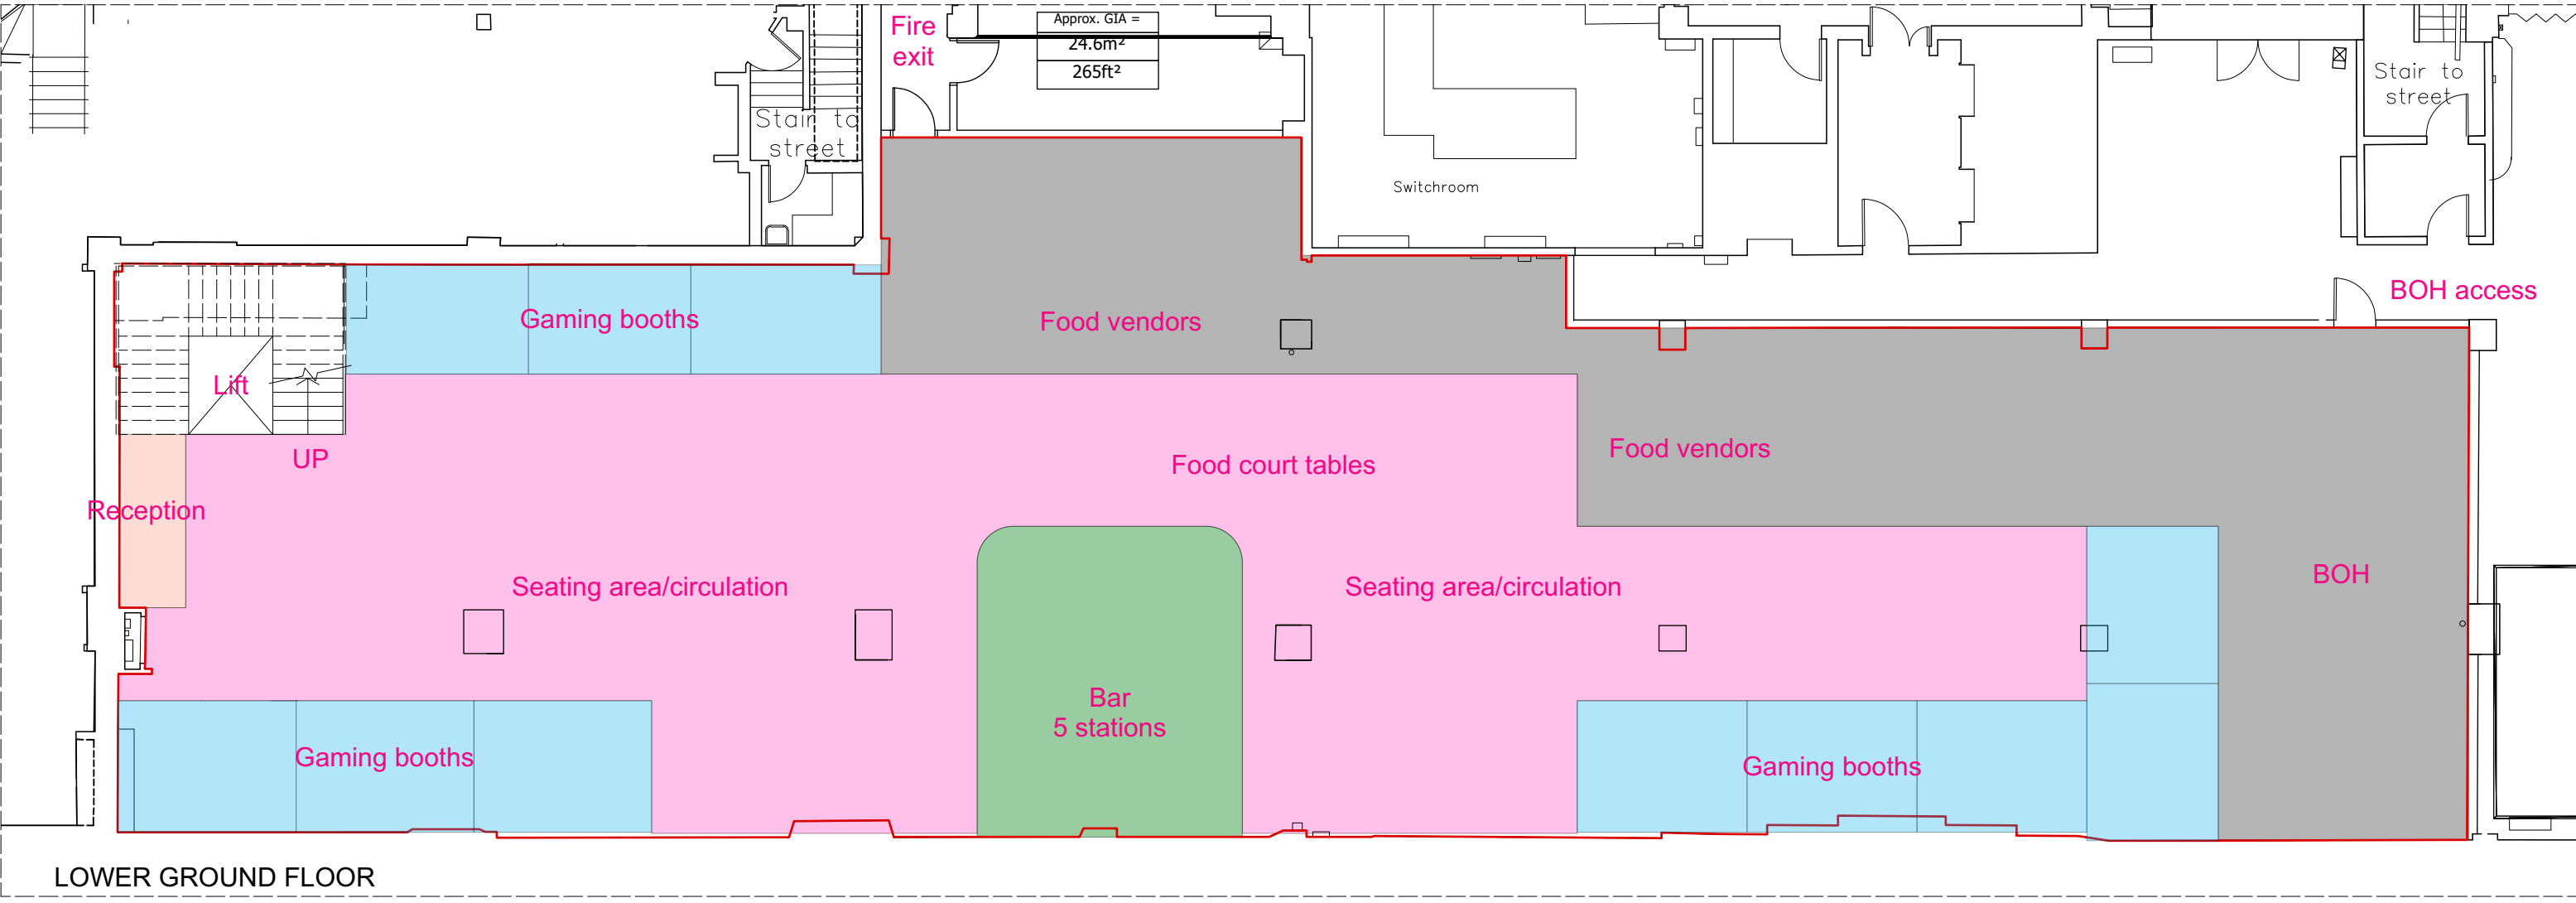 Fire
exit
Approx. GIA =
24.6m²
265ft²
Stair to
street
Stair to
street
Switchroom
BOH access
Gaming booths
Food vendors
Lift
UP
Food court tables
Food vendors
Reception
Seating area/circulation
Seating area/circulation
BOH
Bar
5 stations
Gaming booths
Gaming booths
LOWER GROUND FLOOR